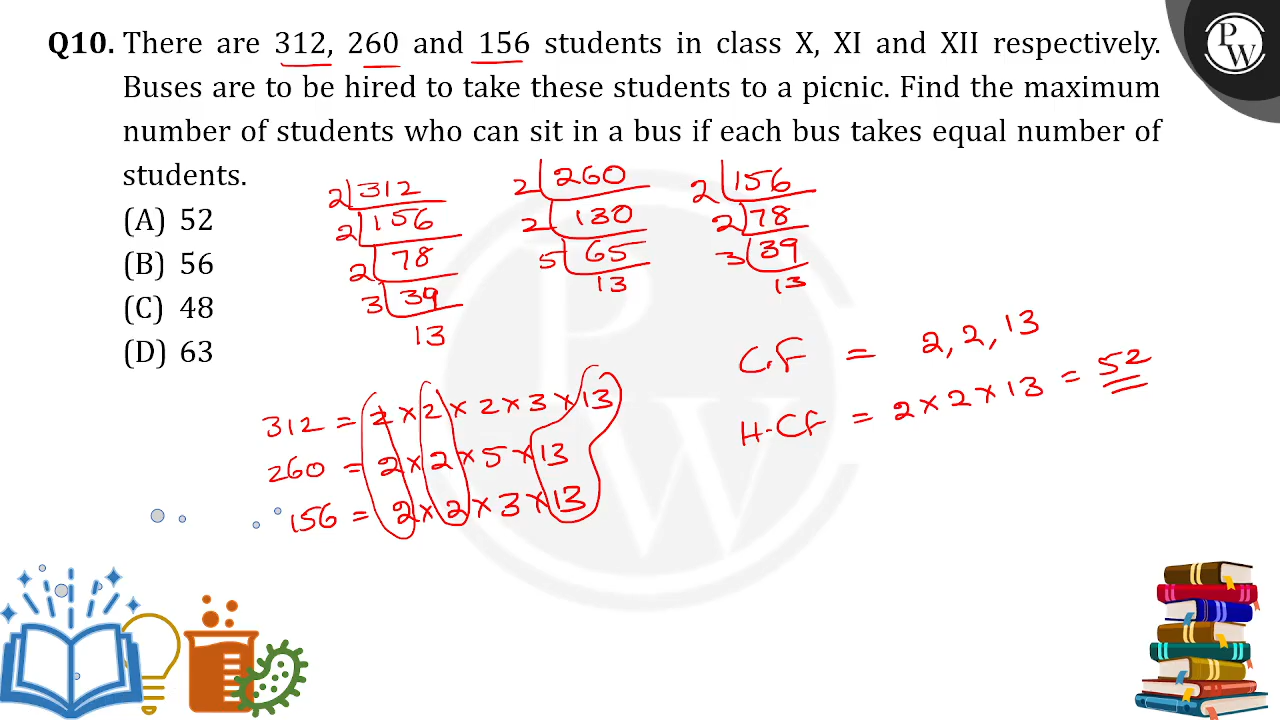 Q10. There are 312, 260 and 156 students in class X, XI and XII respectively.
Buses are to be hired to take these students to a picnic. Find the maximum
number of students who can sit in a bus if each bus takes equal number of
students.
(A) 52
(B) 56
(C) 48
(D) 63
2 312
2 156
2 78
3 39
13
2 260
2 130
5 65
13
2 156
2 78
3 39
13
312 = 2 × 2 × 2 × 3 × 13
260 = 2 × 2 × 5 × 13
156 = 2 × 2 × 3 × 13
C.F = 2, 2, 13
H.CF = 2 × 2 × 13 = 52
PW
PW